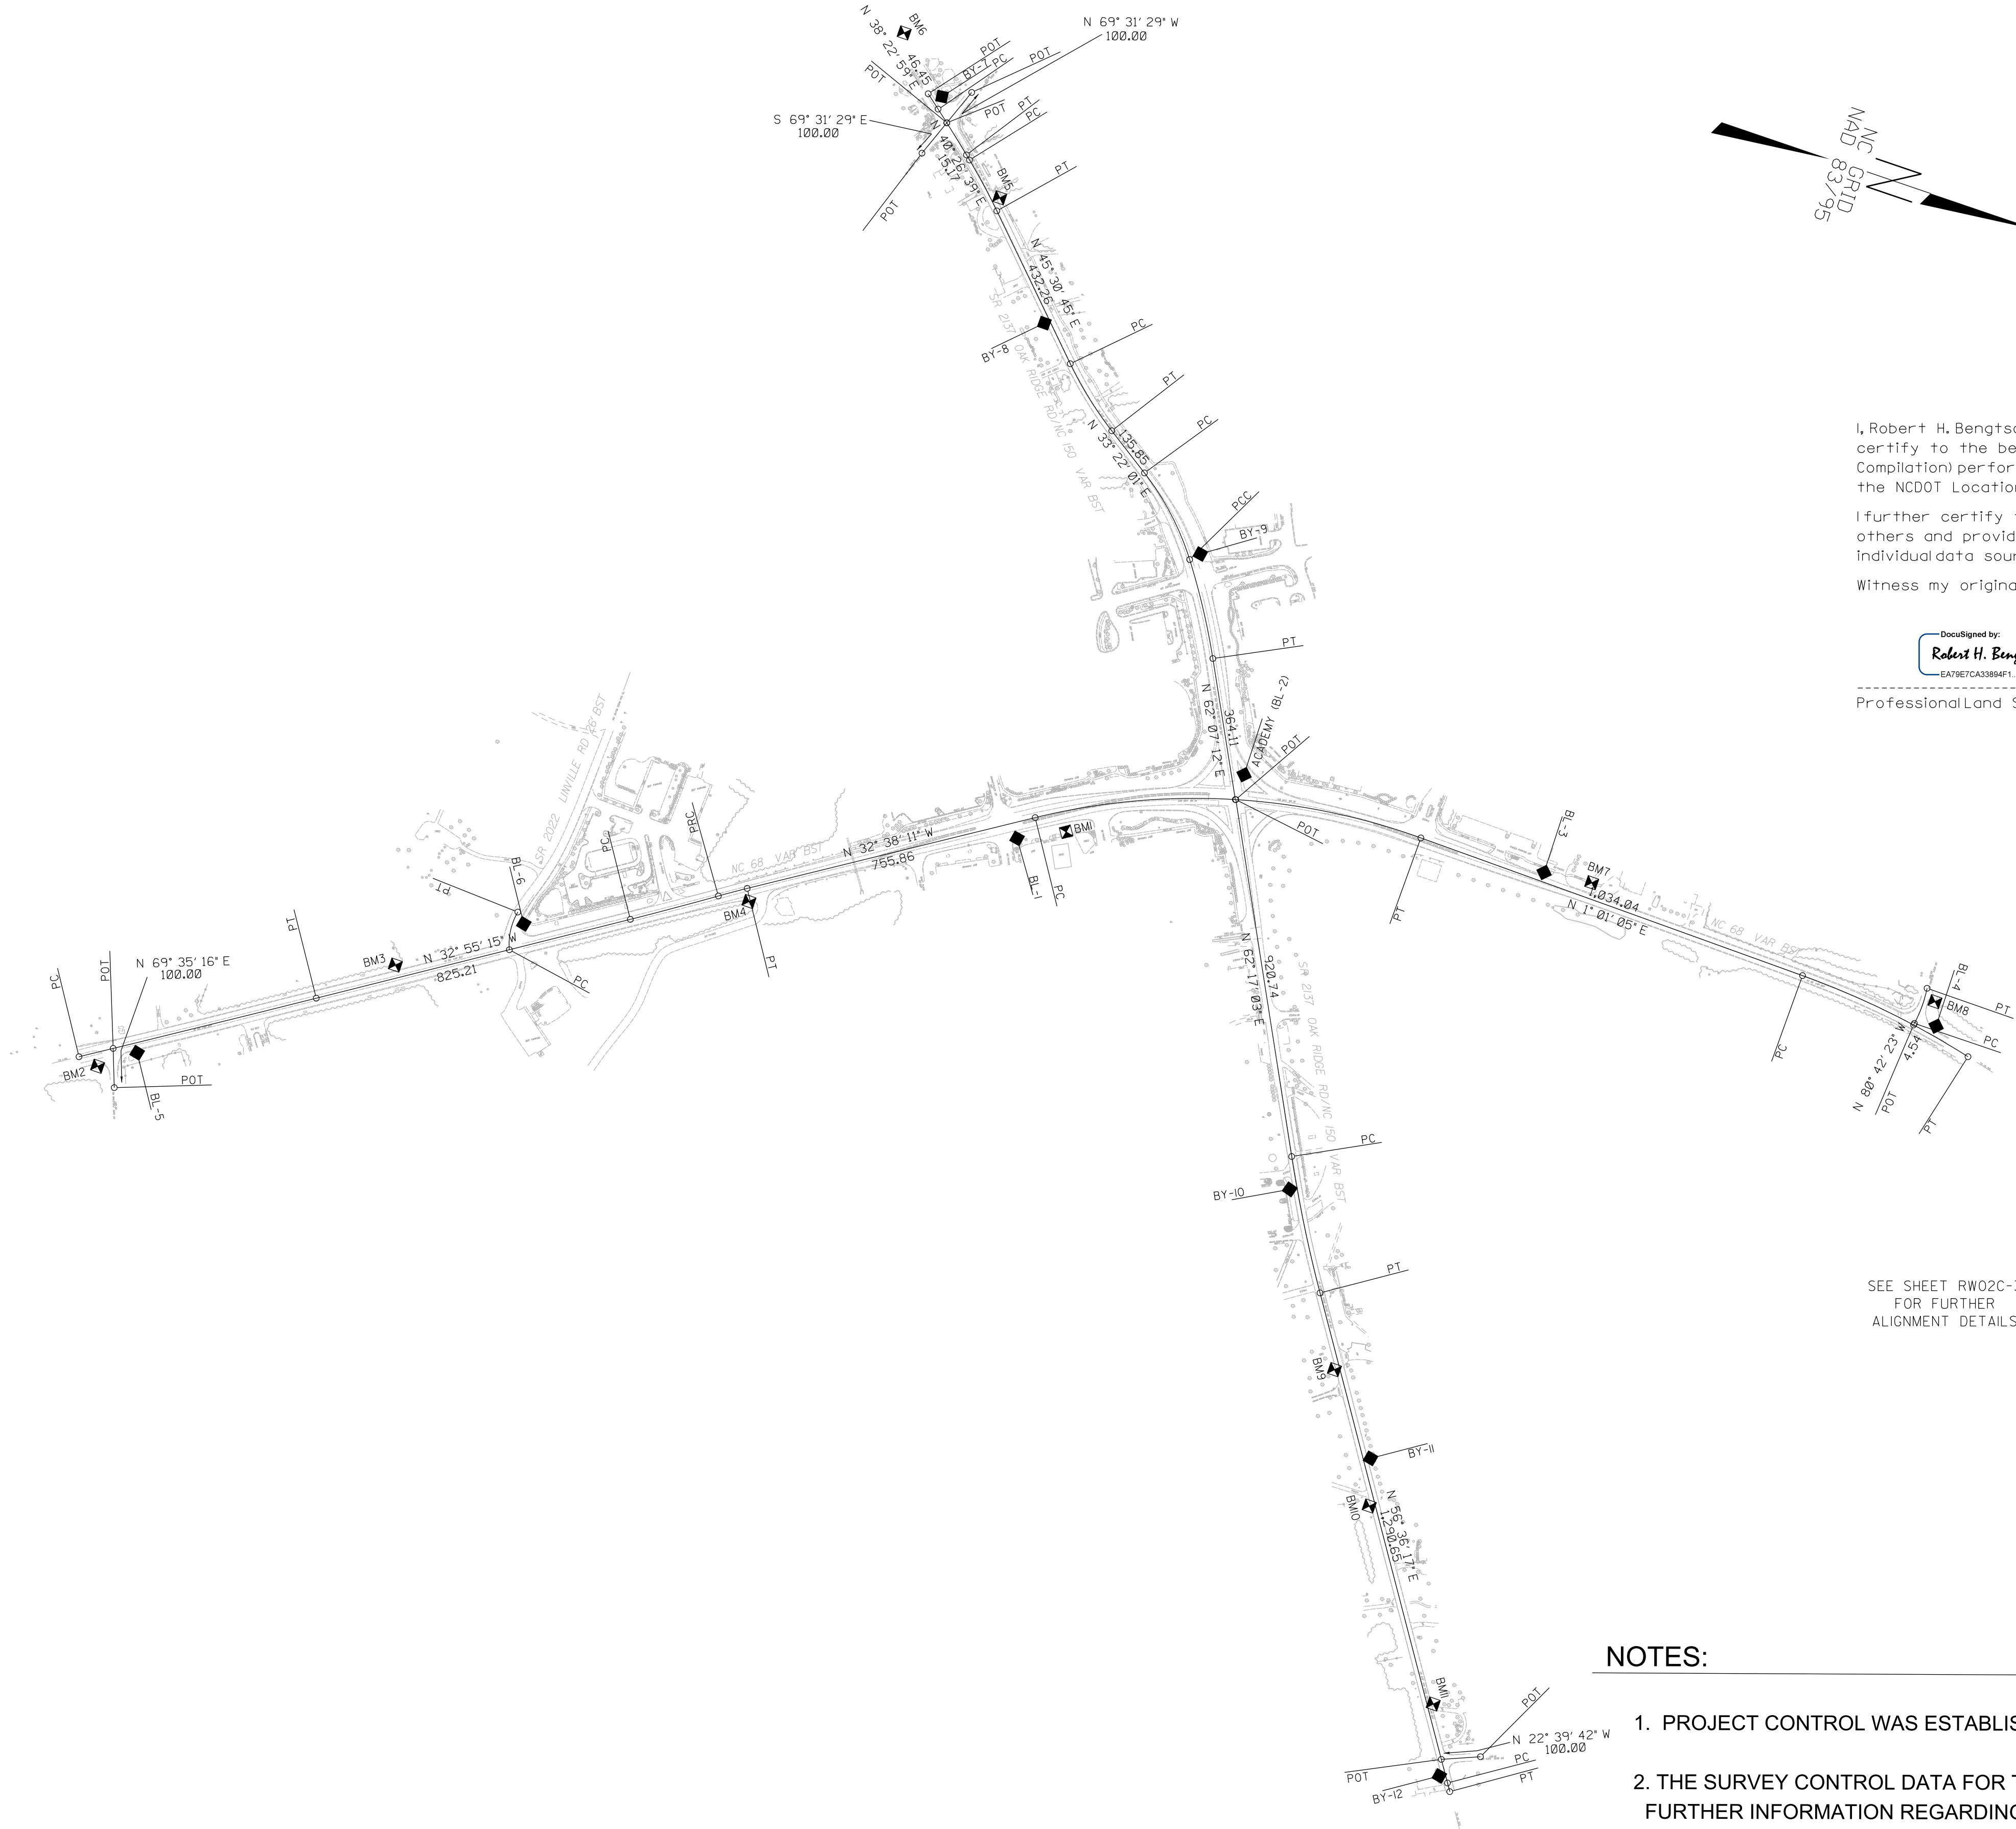 BM6
N 38° 22' 59" E
46.45
POT
BY-7
POT
PC
POT
N 69° 31' 29" W
100.00
POT
PT
PC
S 69° 31' 29" E
100.00
N 40° 26' 39" E
15.17
POT
BM5
PT
N 45° 30' 45" E
432.26
SR 2137 OAK RIDGE RD/NC 150 VAR BST
BY-8
PC
PT
PC
135.85
N 33° 22' 01" E
PCC
BY-9
PT
N 62° 07' 12" E
364.11
ACADEMY (BL-2)
POT
POT
NC GRID
NAD 83/95
I, Robert H. Bengtso
certify to the be
Compilation) perfor
the NCDOT Location
I further certify
others and provid
individual data sour
Witness my origina
DocuSigned by:
Robert H. Beng
EA79E7CA33894F1...
Professional Land S
SR 2022 LINVILLE RD 26' BST
BL-6
PT
PC
PRC
NC 68 VAR BST
N 32° 38' 11" W
755.86
BM1
BL-1
PC
BM4
PT
PC
PT
BM3
N 32° 55' 15" W
825.21
PC
POT
N 69° 35' 16" E
100.00
BM2
BL-5
POT
BL-3
BM7
PT
1,034.04
N 1° 01' 05" E
NC 68 VAR BST
PC
BL-4
BM8
PT
PC
N 80° 42' 23" W
4.54
POT
PT
N 62° 17' 03" E
920.74
SR 2137 OAK RIDGE RD/NC 150 VAR BST
PC
BY-10
PT
BM9
BY-11
BM10
N 56° 36' 17" E
1,290.65
BM11
POT
N 22° 39' 42" W
100.00
POT
PC
PT
BY-12
SEE SHEET RW02C-
FOR FURTHER
ALIGNMENT DETAILS
NOTES:
1. PROJECT CONTROL WAS ESTABLIS
2. THE SURVEY CONTROL DATA FOR T
FURTHER INFORMATION REGARDING